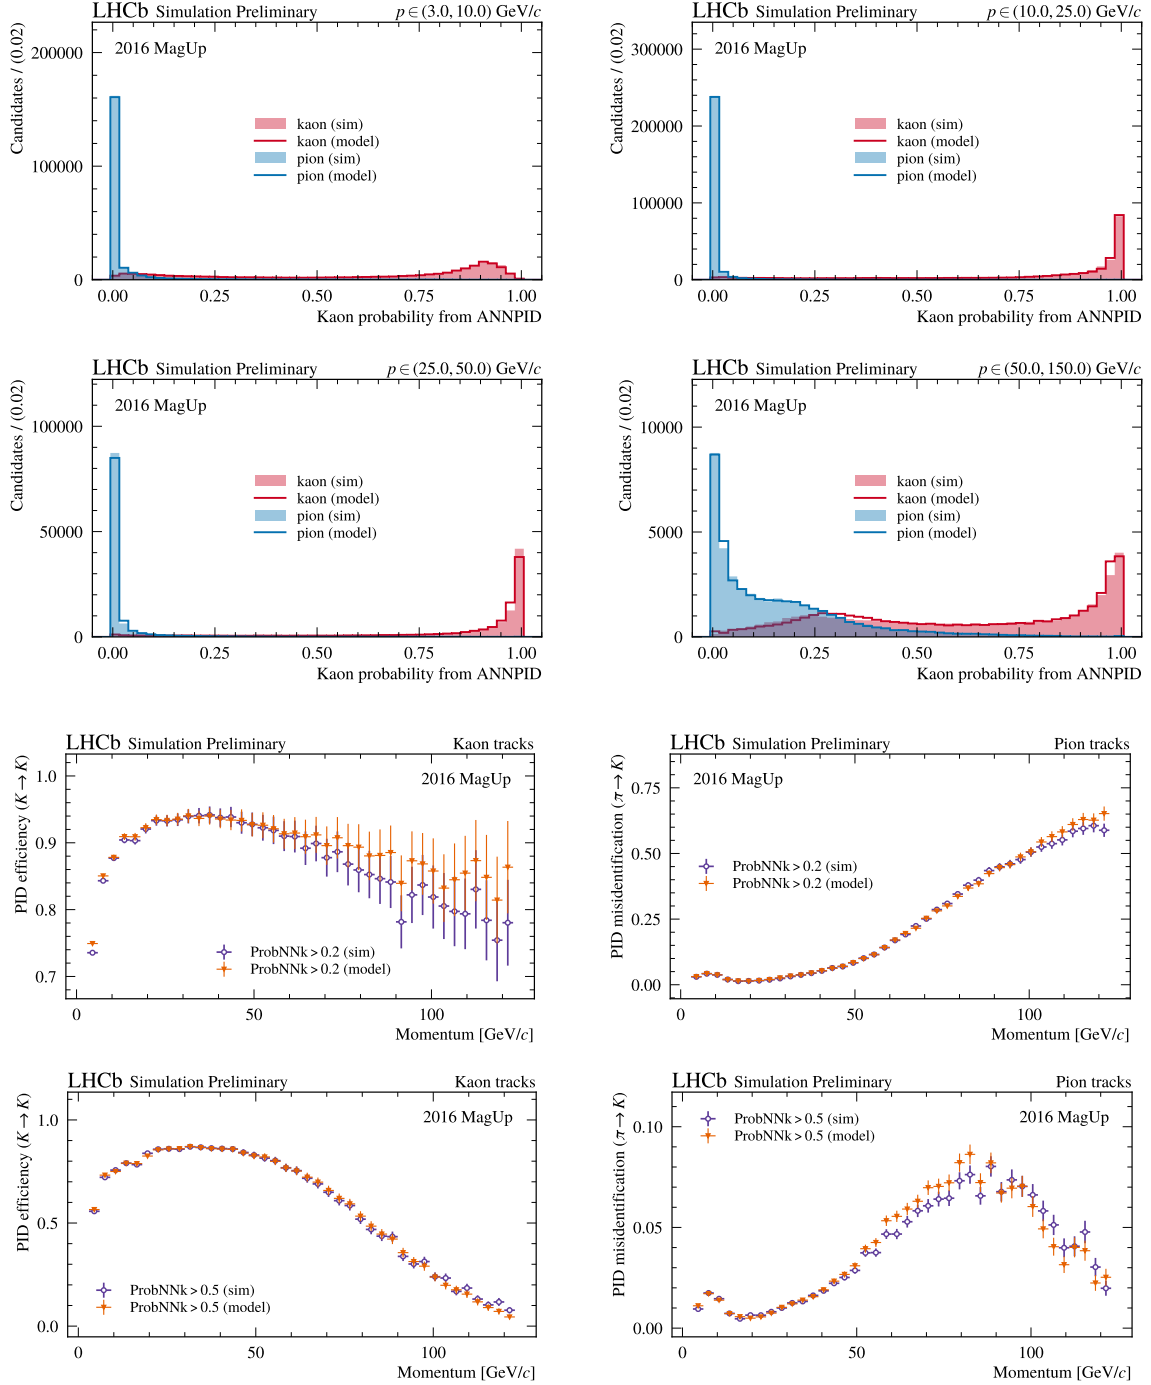 LHCb Simulation Preliminary p ∈ (3.0, 10.0) GeV/c
2016 MagUp
Candidates / (0.02)
200000
100000
0
kaon (sim)
kaon (model)
pion (sim)
pion (model)
0.00 0.25 0.50 0.75 1.00
Kaon probability from ANNPID
LHCb Simulation Preliminary p ∈ (10.0, 25.0) GeV/c
2016 MagUp
Candidates / (0.02)
300000
200000
100000
0
kaon (sim)
kaon (model)
pion (sim)
pion (model)
0.00 0.25 0.50 0.75 1.00
Kaon probability from ANNPID
LHCb Simulation Preliminary p ∈ (25.0, 50.0) GeV/c
2016 MagUp
Candidates / (0.02)
100000
50000
0
kaon (sim)
kaon (model)
pion (sim)
pion (model)
0.00 0.25 0.50 0.75 1.00
Kaon probability from ANNPID
LHCb Simulation Preliminary p ∈ (50.0, 150.0) GeV/c
2016 MagUp
Candidates / (0.02)
10000
5000
0
kaon (sim)
kaon (model)
pion (sim)
pion (model)
0.00 0.25 0.50 0.75 1.00
Kaon probability from ANNPID
LHCb Simulation Preliminary Kaon tracks
2016 MagUp
PID efficiency (K → K)
1.0
0.9
0.8
0.7
ProbNNk > 0.2 (sim)
ProbNNk > 0.2 (model)
0 50 100
Momentum [GeV/c]
LHCb Simulation Preliminary Pion tracks
2016 MagUp
PID misidentification (π → K)
0.75
0.50
0.25
0.00
ProbNNk > 0.2 (sim)
ProbNNk > 0.2 (model)
0 50 100
Momentum [GeV/c]
LHCb Simulation Preliminary Kaon tracks
2016 MagUp
PID efficiency (K → K)
1.0
0.5
0.0
ProbNNk > 0.5 (sim)
ProbNNk > 0.5 (model)
0 50 100
Momentum [GeV/c]
LHCb Simulation Preliminary Pion tracks
ProbNNk > 0.5 (sim)
ProbNNk > 0.5 (model)
2016 MagUp
PID misidentification (π → K)
0.10
0.05
0.00
0 50 100
Momentum [GeV/c]